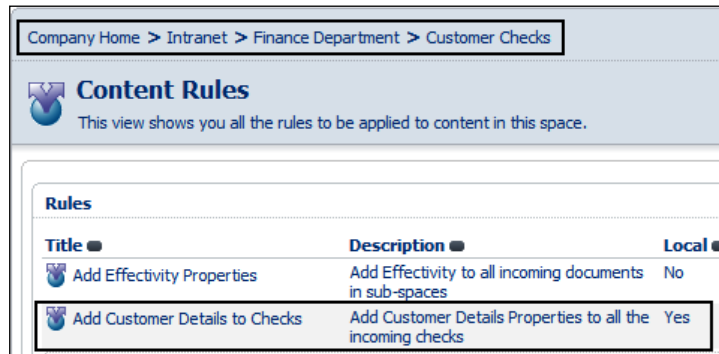 Company Home > Intranet > Finance Department > Customer Checks
Content Rules
This view shows you all the rules to be applied to content in this space.
Rules
Title Description Local
Add Effectivity Properties Add Effectivity to all incoming documents No
in sub-spaces
Add Customer Details to Checks Add Customer Details Properties to all the Yes
incoming checks